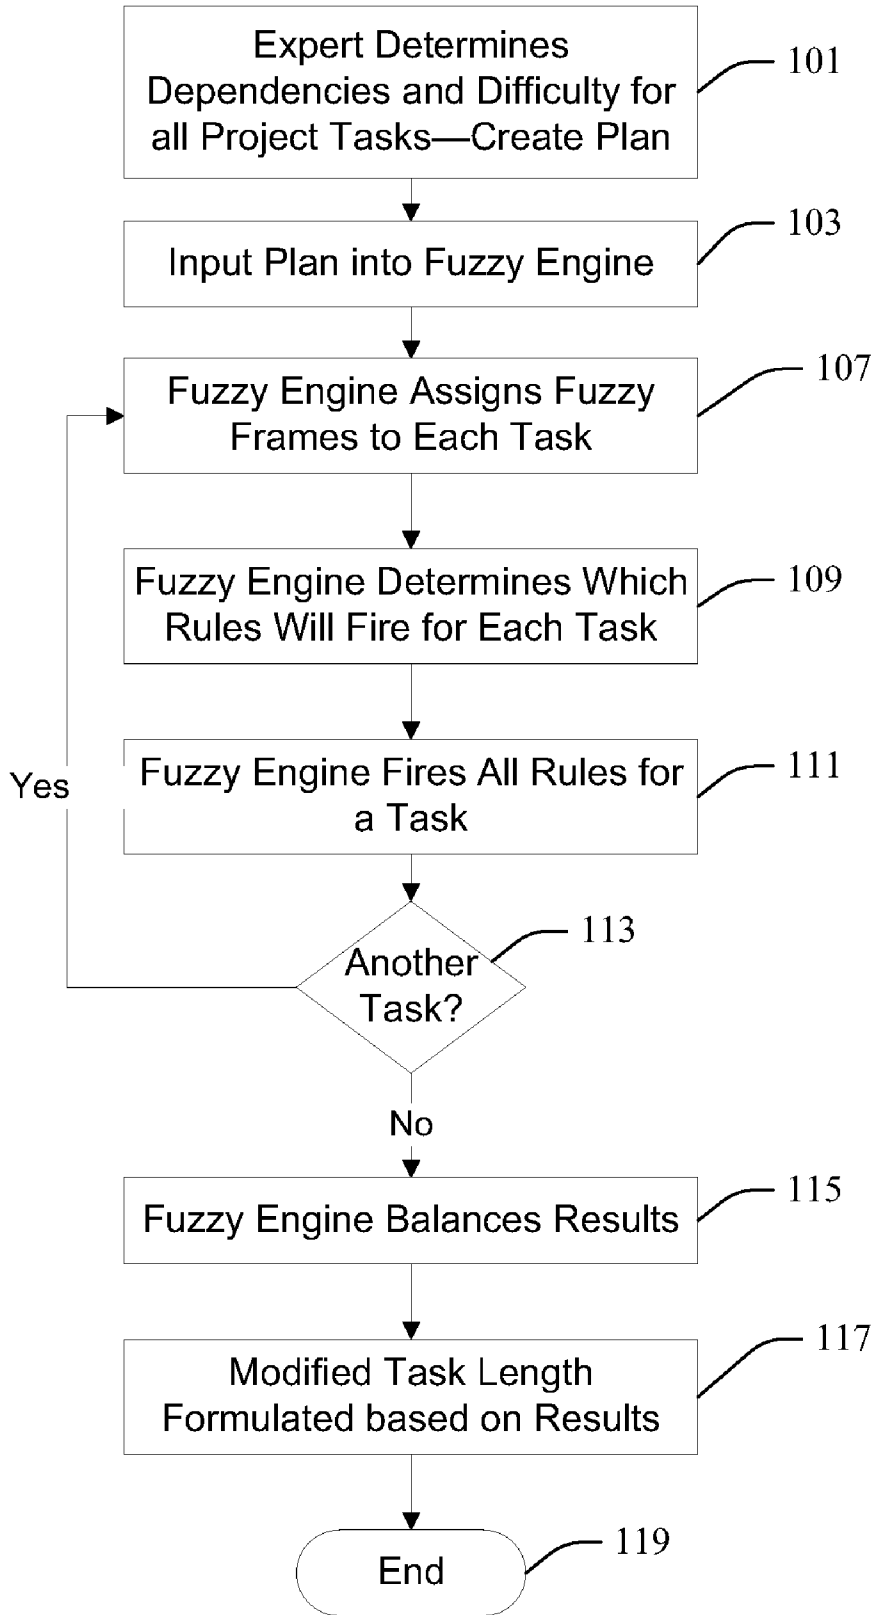 Expert Determines
Dependencies and Difficulty for
all Project Tasks—Create Plan
101
Input Plan into Fuzzy Engine
103
Fuzzy Engine Assigns Fuzzy
Frames to Each Task
107
Fuzzy Engine Determines Which
Rules Will Fire for Each Task
109
Fuzzy Engine Fires All Rules for
a Task
111
Yes
Another
Task?
113
No
Fuzzy Engine Balances Results
115
Modified Task Length
Formulated based on Results
117
End
119